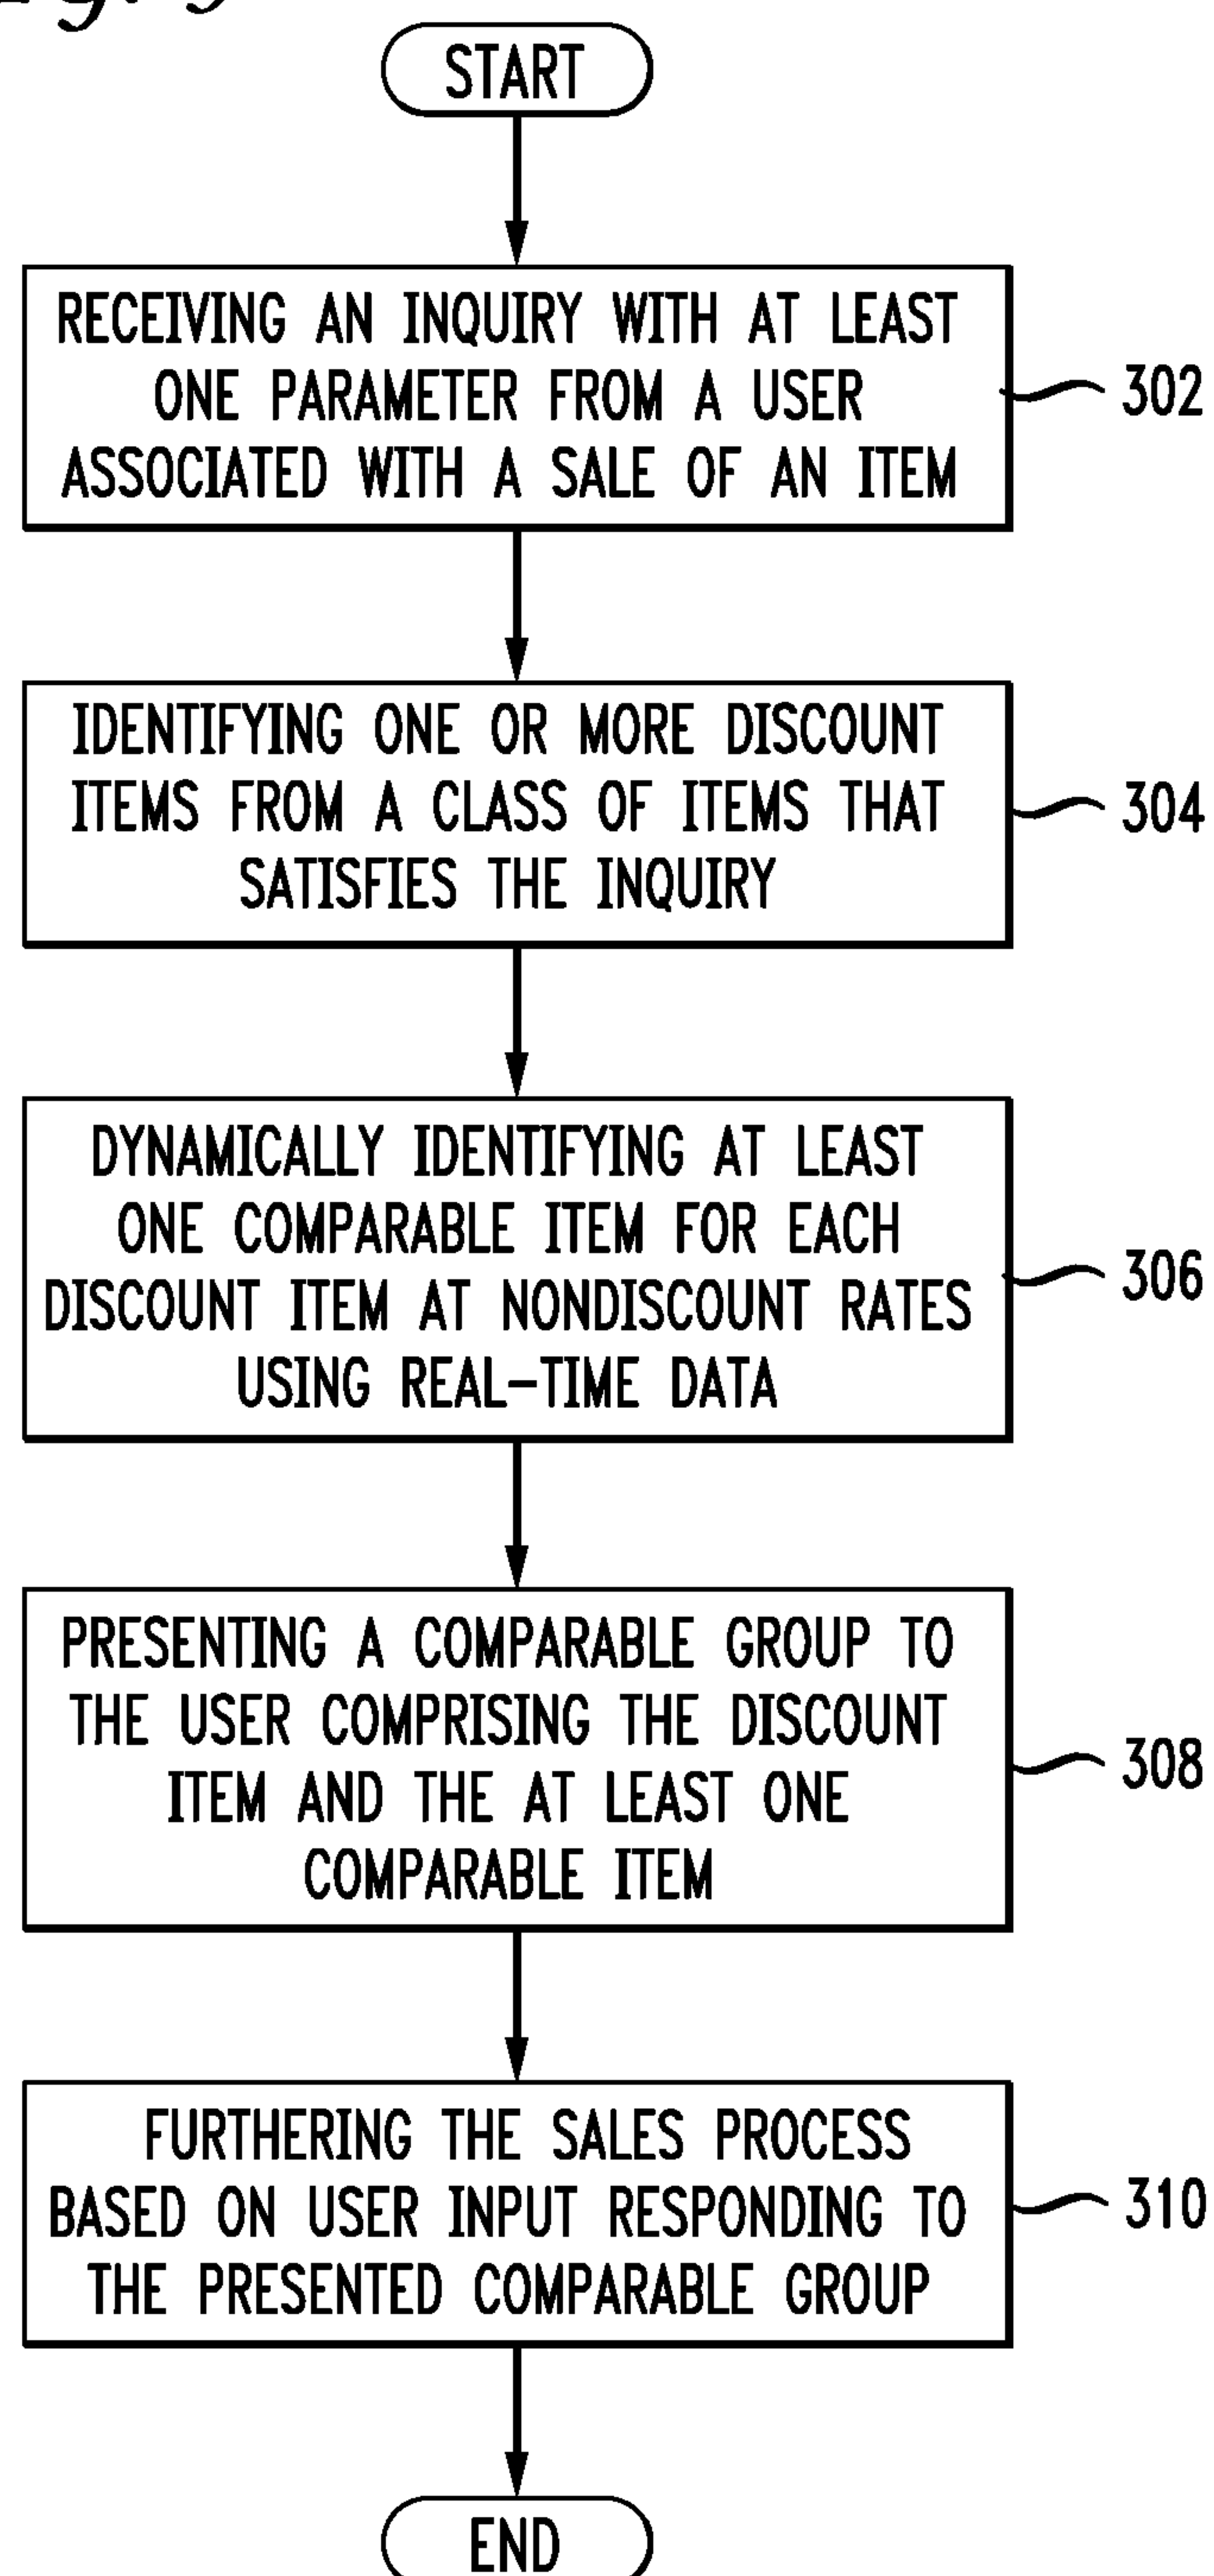 START
RECEIVING AN INQUIRY WITH AT LEAST
ONE PARAMETER FROM A USER
ASSOCIATED WITH A SALE OF AN ITEM
302
IDENTIFYING ONE OR MORE DISCOUNT
ITEMS FROM A CLASS OF ITEMS THAT
SATISFIES THE INQUIRY
304
DYNAMICALLY IDENTIFYING AT LEAST
ONE COMPARABLE ITEM FOR EACH
DISCOUNT ITEM AT NONDISCOUNT RATES
USING REAL-TIME DATA
306
PRESENTING A COMPARABLE GROUP TO
THE USER COMPRISING THE DISCOUNT
ITEM AND THE AT LEAST ONE
COMPARABLE ITEM
308
FURTHERING THE SALES PROCESS
BASED ON USER INPUT RESPONDING TO
THE PRESENTED COMPARABLE GROUP
310
END